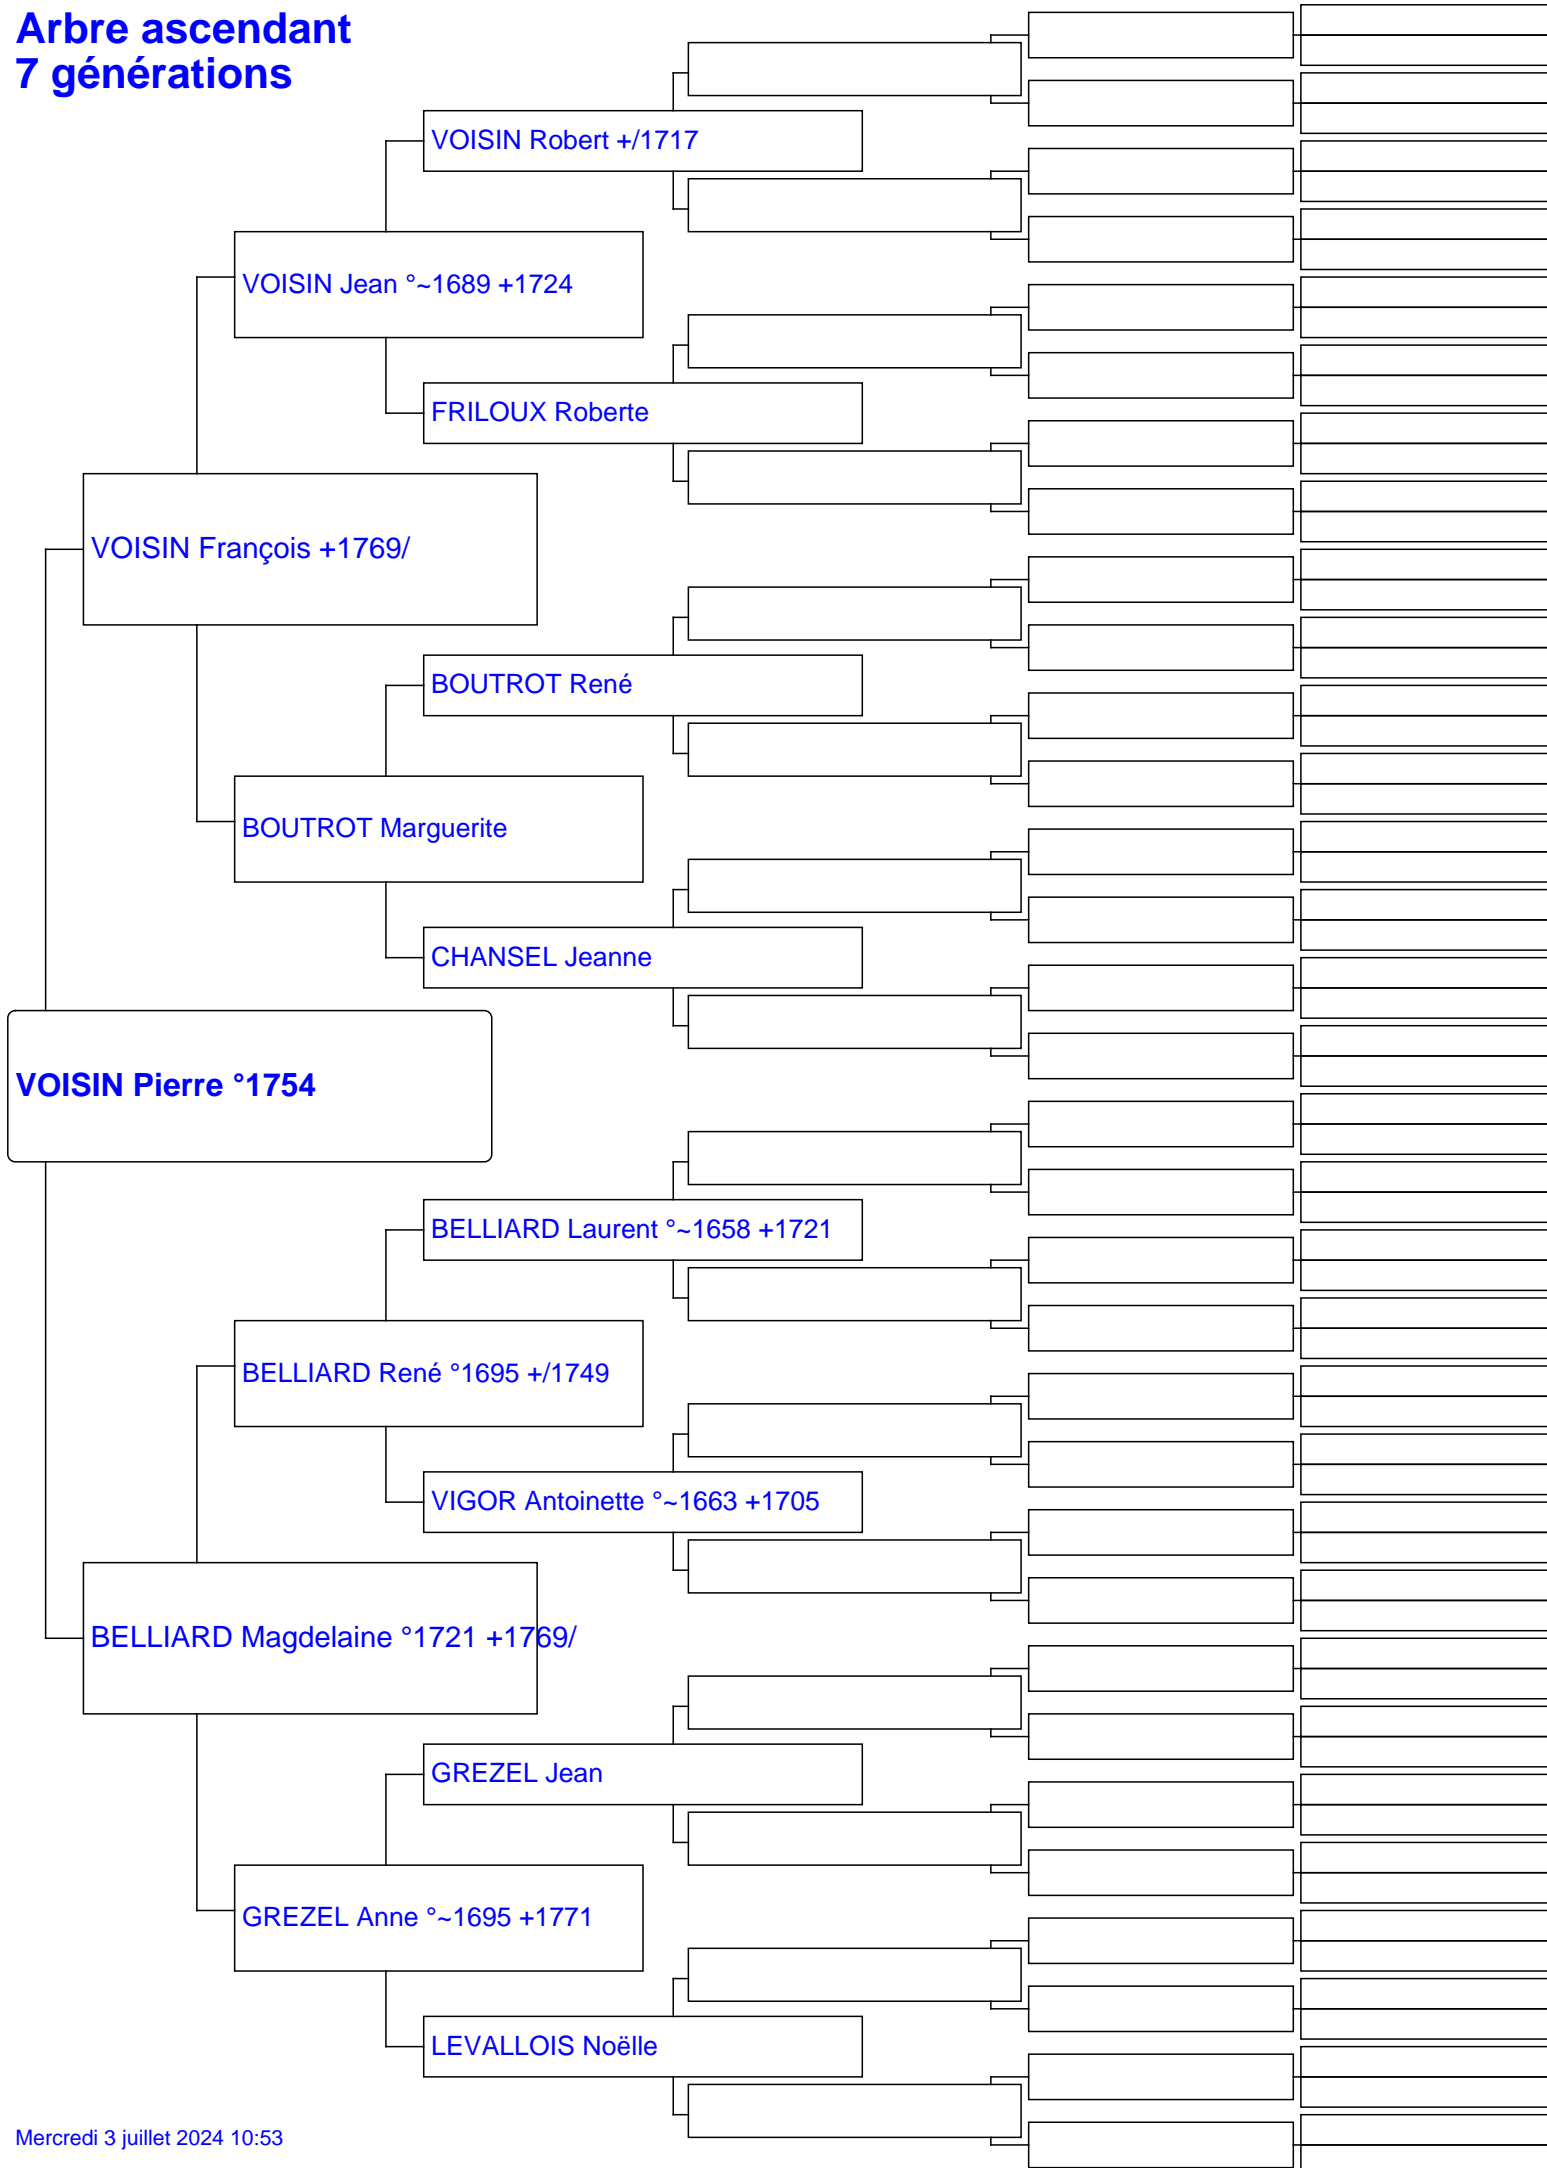 Arbre ascendant
7 générations
VOISIN Robert +/1717
VOISIN Jean °~1689 +1724
FRILOUX Roberte
VOISIN François +1769/
BOUTROT René
BOUTROT Marguerite
CHANSEL Jeanne
VOISIN Pierre °1754
BELLIARD Laurent °~1658 +1721
BELLIARD René °1695 +/1749
VIGOR Antoinette °~1663 +1705
BELLIARD Magdelaine °1721 +1769/
GREZEL Jean
GREZEL Anne °~1695 +1771
LEVALLOIS Noëlle
Mercredi 3 juillet 2024 10:53